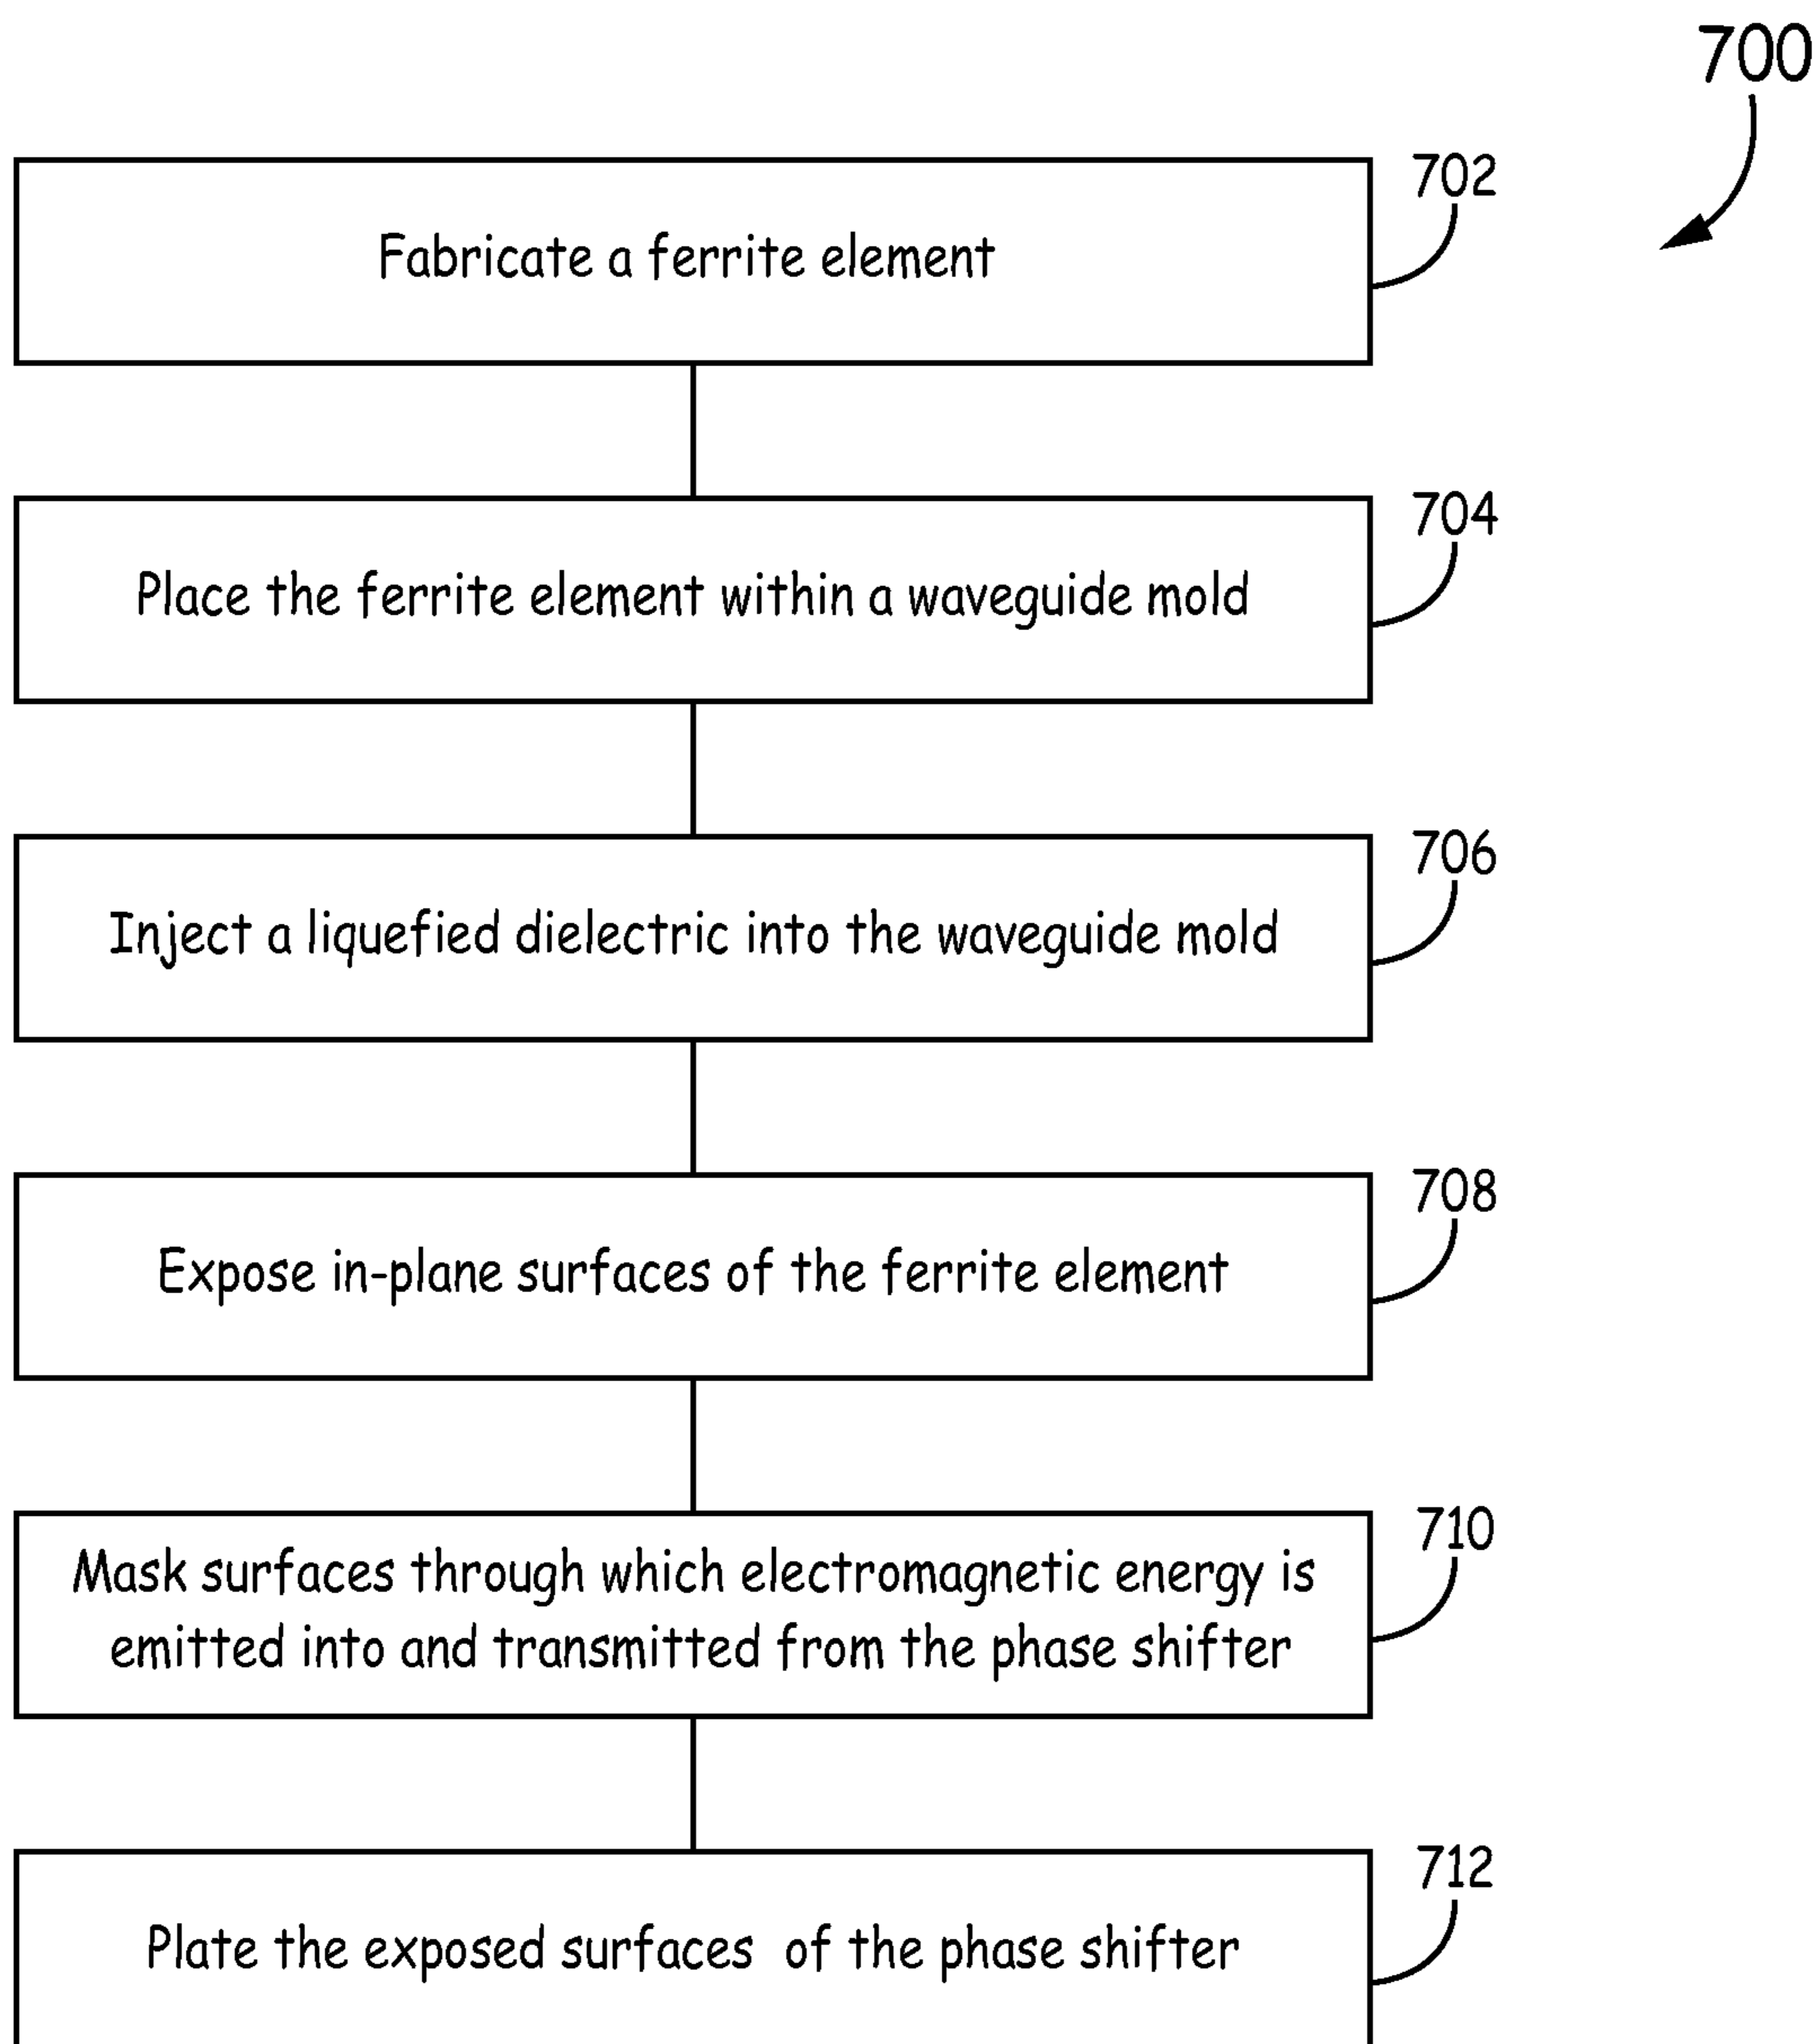 700
702
Fabricate a ferrite element
704
Place the ferrite element within a waveguide mold
706
Inject a liquefied dielectric into the waveguide mold
708
Expose in-plane surfaces of the ferrite element
710
Mask surfaces through which electromagnetic energy is
emitted into and transmitted from the phase shifter
712
Plate the exposed surfaces of the phase shifter